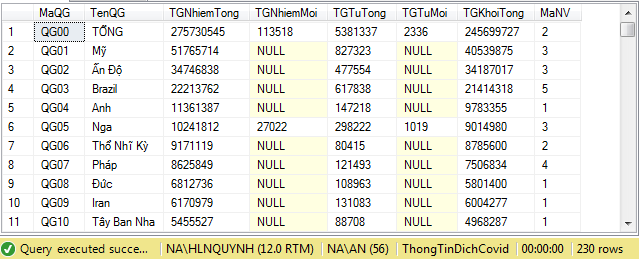 MaQG TenQG TGNhiemTong TGNhiemMoi TGTuTong TGTuMoi TGKhoiTong MaNV
1 QG00 TỔNG 275730545 113518 5381337 2336 245699727 2
2 QG01 Mỹ 51765714 NULL 827323 NULL 40539875 3
3 QG02 Ấn Độ 34746838 NULL 477554 NULL 34187017 3
4 QG03 Brazil 22213762 NULL 617838 NULL 21414318 5
5 QG04 Anh 11361387 NULL 147218 NULL 9783355 1
6 QG05 Nga 10241812 27022 298222 1019 9014980 3
7 QG06 Thổ Nhĩ Kỳ 9171119 NULL 80415 NULL 8785600 2
8 QG07 Pháp 8625849 NULL 121493 NULL 7506834 4
9 QG08 Đức 6812736 NULL 108963 NULL 5801400 1
10 QG09 Iran 6170979 NULL 131083 NULL 6004277 1
11 QG10 Tây Ban Nha 5455527 NULL 88708 NULL 4968287 1
Query executed succe... NA\HLNQUYNH (12.0 RTM) NA\AN (56) ThongTinDichCovid 00:00:00 230 rows